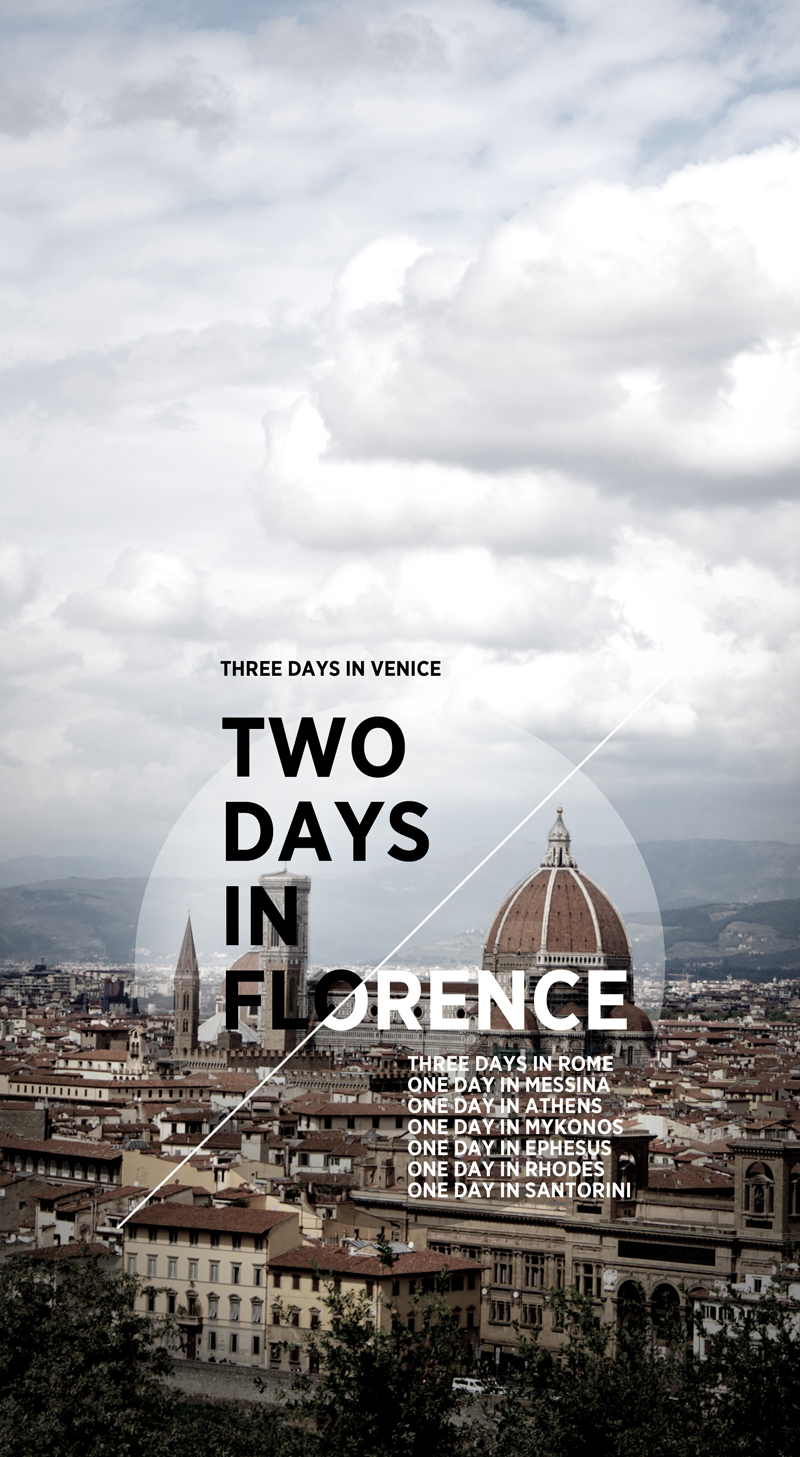 THREE DAYS IN VENICE
TWO
DAYS
IN
FLORENCE
THREE DAYS IN ROME
ONE DAY IN MESSINA
ONE DAY IN ATHENS
ONE DAY IN MYKONOS
ONE DAY IN EPHESUS
ONE DAY IN RHODES
ONE DAY IN SANTORINI